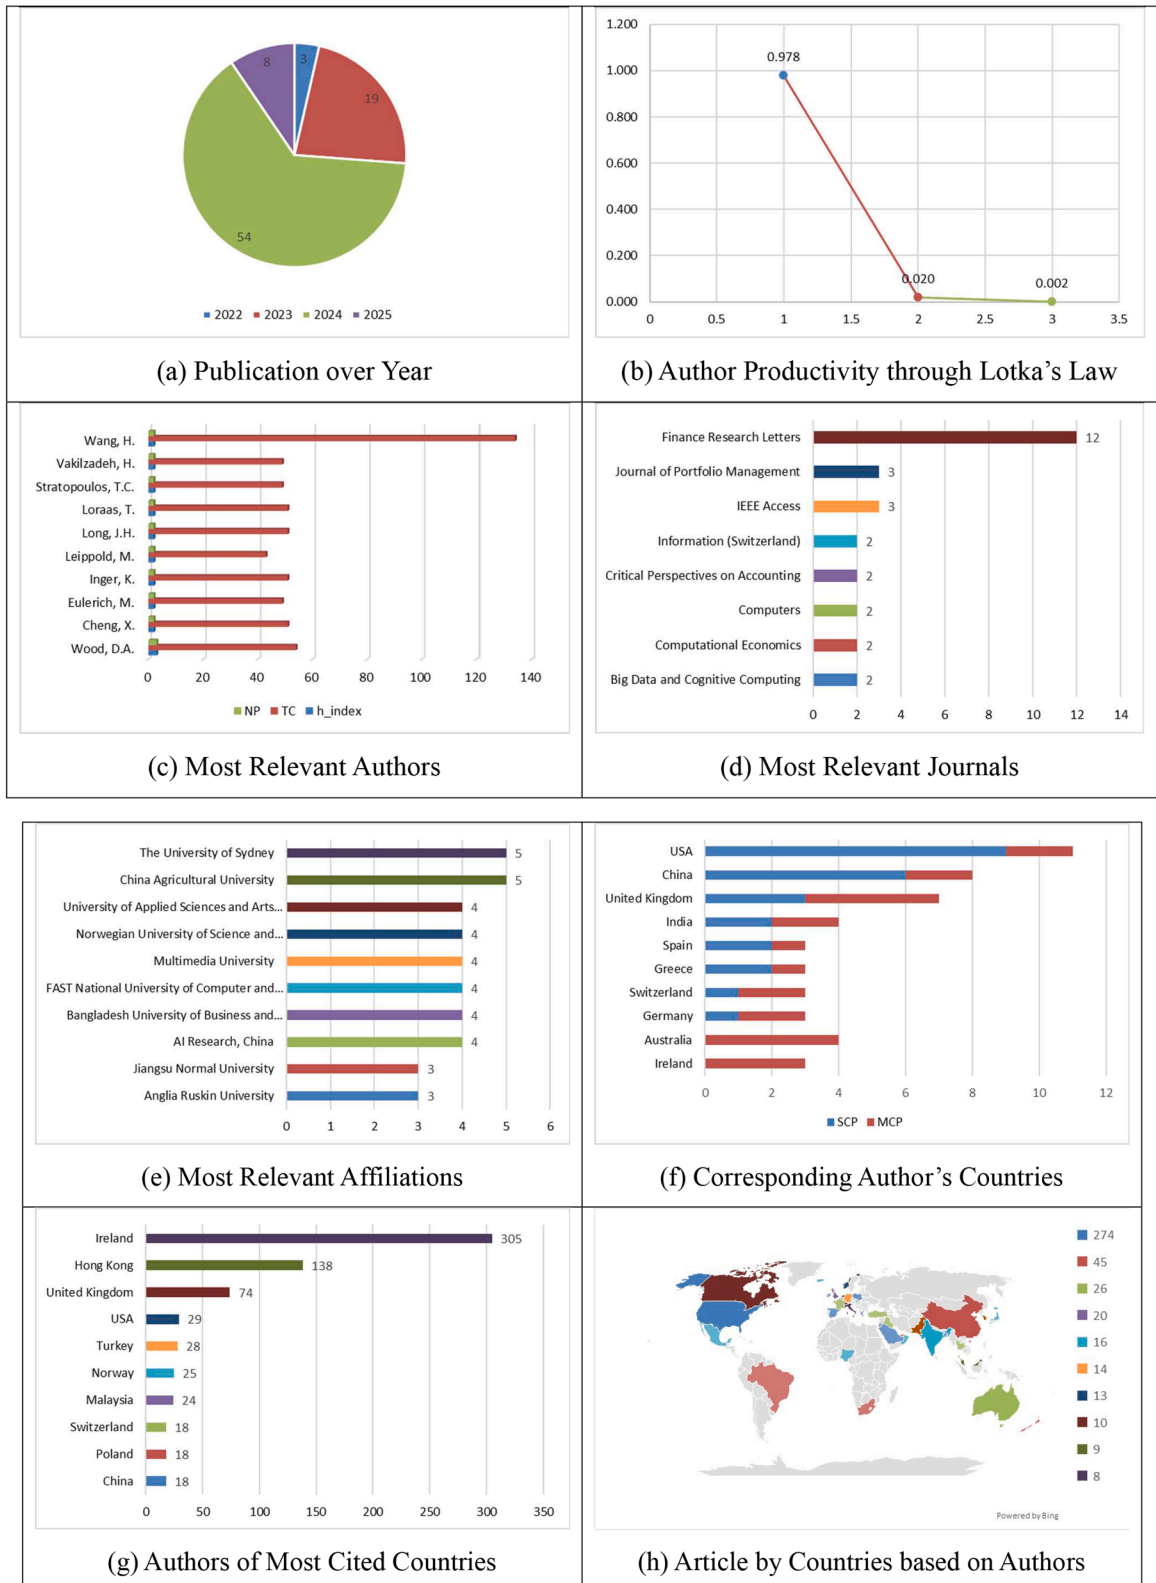 3
8
19
54
2022 2023 2024 2025
(a) Publication over Year
1.200
1.000
0.800
0.600
0.400
0.200
0.000
0.978
0.020
0.002
0 0.5 1 1.5 2 2.5 3 3.5
(b) Author Productivity through Lotka's Law
Wang, H.
Vakilzadeh, H.
Stratopoulos, T.C.
Loraas, T.
Long, J.H.
Leippold, M.
Inger, K.
Eulerich, M.
Cheng, X.
Wood, D.A.
0 20 40 60 80 100 120 140
NP TC h_index
(c) Most Relevant Authors
Finance Research Letters 12
Journal of Portfolio Management 3
IEEE Access 3
Information (Switzerland) 2
Critical Perspectives on Accounting 2
Computers 2
Computational Economics 2
Big Data and Cognitive Computing 2
0 2 4 6 8 10 12 14
(d) Most Relevant Journals
The University of Sydney 5
China Agricultural University 5
University of Applied Sciences and Arts... 4
Norwegian University of Science and... 4
Multimedia University 4
FAST National University of Computer and... 4
Bangladesh University of Business and... 4
AI Research, China 4
Jiangsu Normal University 3
Anglia Ruskin University 3
0 1 2 3 4 5 6
(e) Most Relevant Affiliations
USA
China
United Kingdom
India
Spain
Greece
Switzerland
Germany
Australia
Ireland
0 2 4 6 8 10 12
SCP MCP
(f) Corresponding Author's Countries
Ireland 305
Hong Kong 138
United Kingdom 74
USA 29
Turkey 28
Norway 25
Malaysia 24
Switzerland 18
Poland 18
China 18
0 50 100 150 200 250 300 350
(g) Authors of Most Cited Countries
274
45
26
20
16
14
13
10
9
8
Powered by Bing
(h) Article by Countries based on Authors